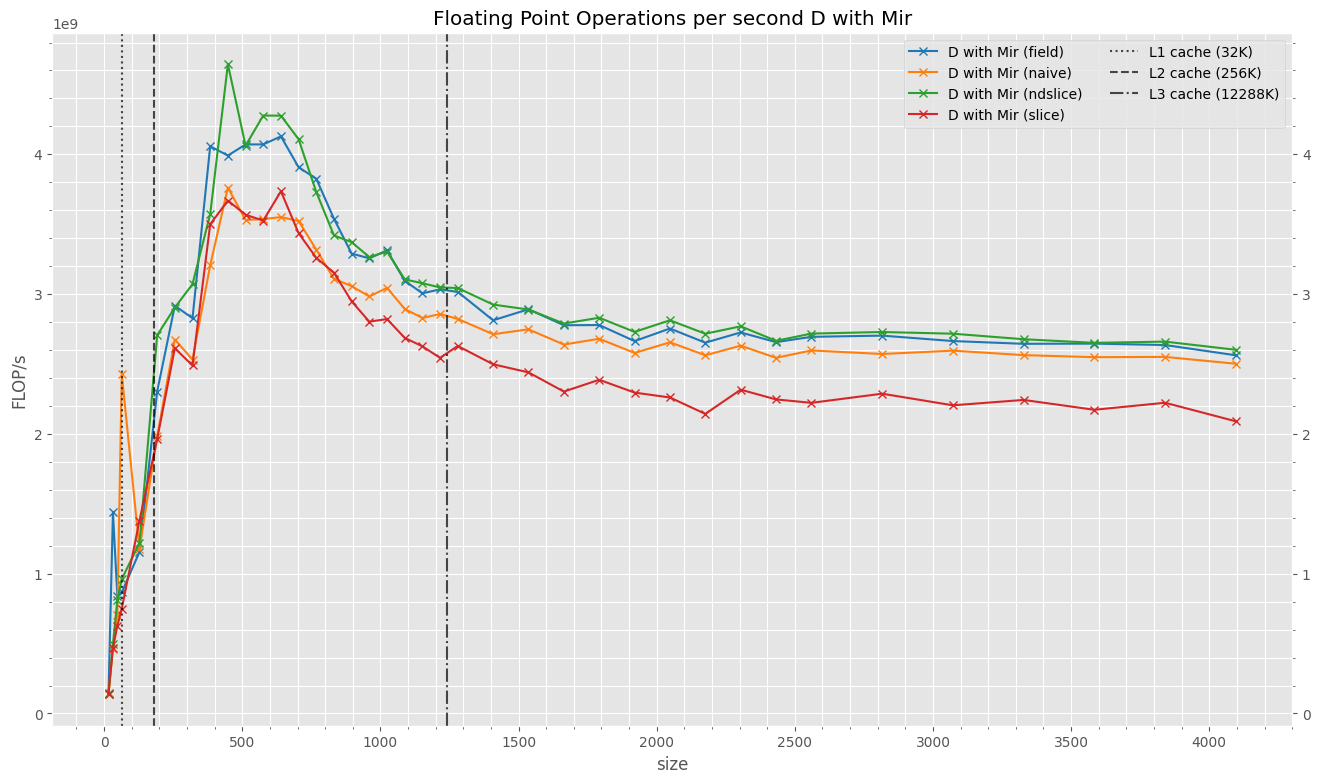 Floating Point Operations per second D with Mir
1e9
D with Mir (field)
D with Mir (naive)
D with Mir (ndslice)
D with Mir (slice)
L1 cache (32K)
L2 cache (256K)
L3 cache (12288K)
4
3
2
1
0
FLOP/s
4
3
2
1
0
0 500 1000 1500 2000 2500 3000 3500 4000
size